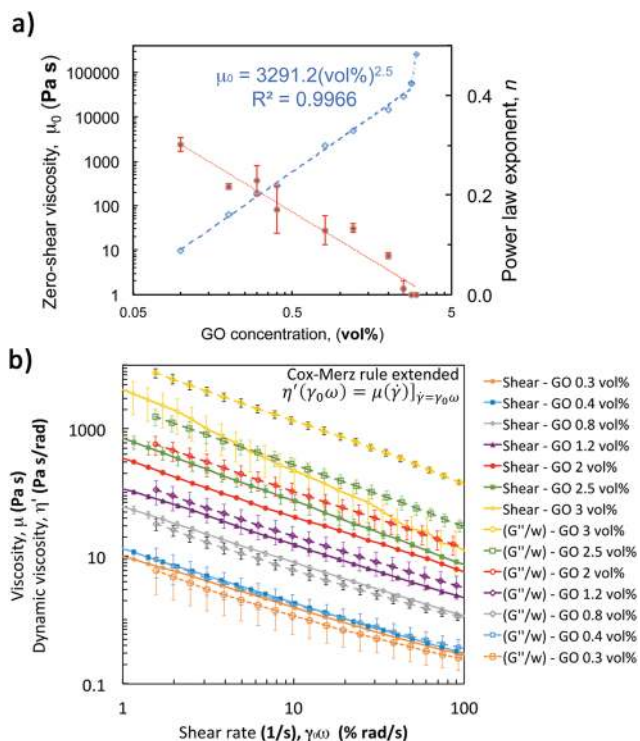 a)
Zero-shear viscosity, μ₀ (Pa s)
100000
10000
1000
100
10
1
μ₀ = 3291.2(vol%)^2.5
R² = 0.9966
0.4
0.2
0.0
Power law exponent, n
0.05
0.5
5
GO concentration, (vol%)
b)
Viscosity, μ (Pa s)
Dynamic viscosity, η' (Pa s/rad)
1000
10
0.1
Cox-Merz rule extended
η′(γ₀ω) = μ(γ̇)]γ̇=γ₀ω
1
10
100
Shear rate (1/s), γ₀ω (% rad/s)
Shear - GO 0.3 vol%
Shear - GO 0.4 vol%
Shear - GO 0.8 vol%
Shear - GO 1.2 vol%
Shear - GO 2 vol%
Shear - GO 2.5 vol%
Shear - GO 3 vol%
(G"/w) - GO 3 vol%
(G"/w) - GO 2.5 vol%
(G"/w) - GO 2 vol%
(G"/w) - GO 1.2 vol%
(G"/w) - GO 0.8 vol%
(G"/w) - GO 0.4 vol%
(G"/w) - GO 0.3 vol%